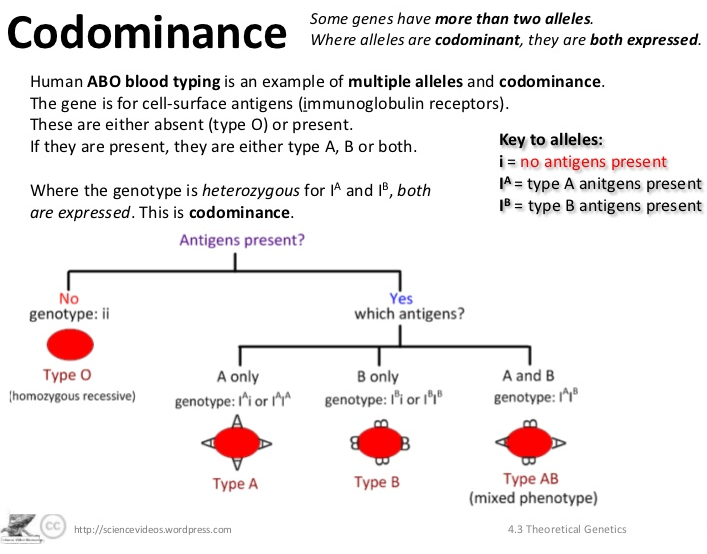 Codominance
Some genes have more than two alleles.
Where alleles are codominant, they are both expressed.
Human ABO blood typing is an example of multiple alleles and codominance.
The gene is for cell-surface antigens (immunoglobulin receptors).
These are either absent (type O) or present.
If they are present, they are either type A, B or both.
Where the genotype is heterozygous for Iᴬ and Iᴮ, both
are expressed. This is codominance.
Key to alleles:
i = no antigens present
Iᴬ = type A anitgens present
Iᴮ = type B antigens present
Antigens present?
No
genotype: ii
Type O
(homozygous recessive)
Yes
which antigens?
A only
genotype: Iᴬi or IᴬIᴬ
A
A
A
A
Type A
B only
genotype: Iᴮi or IᴮIᴮ
B
B
B
B
Type B
A and B
genotype: IᴬIᴮ
B
A
A
B
Type AB
(mixed phenotype)
cc
http://sciencevideos.wordpress.com
4.3 Theoretical Genetics